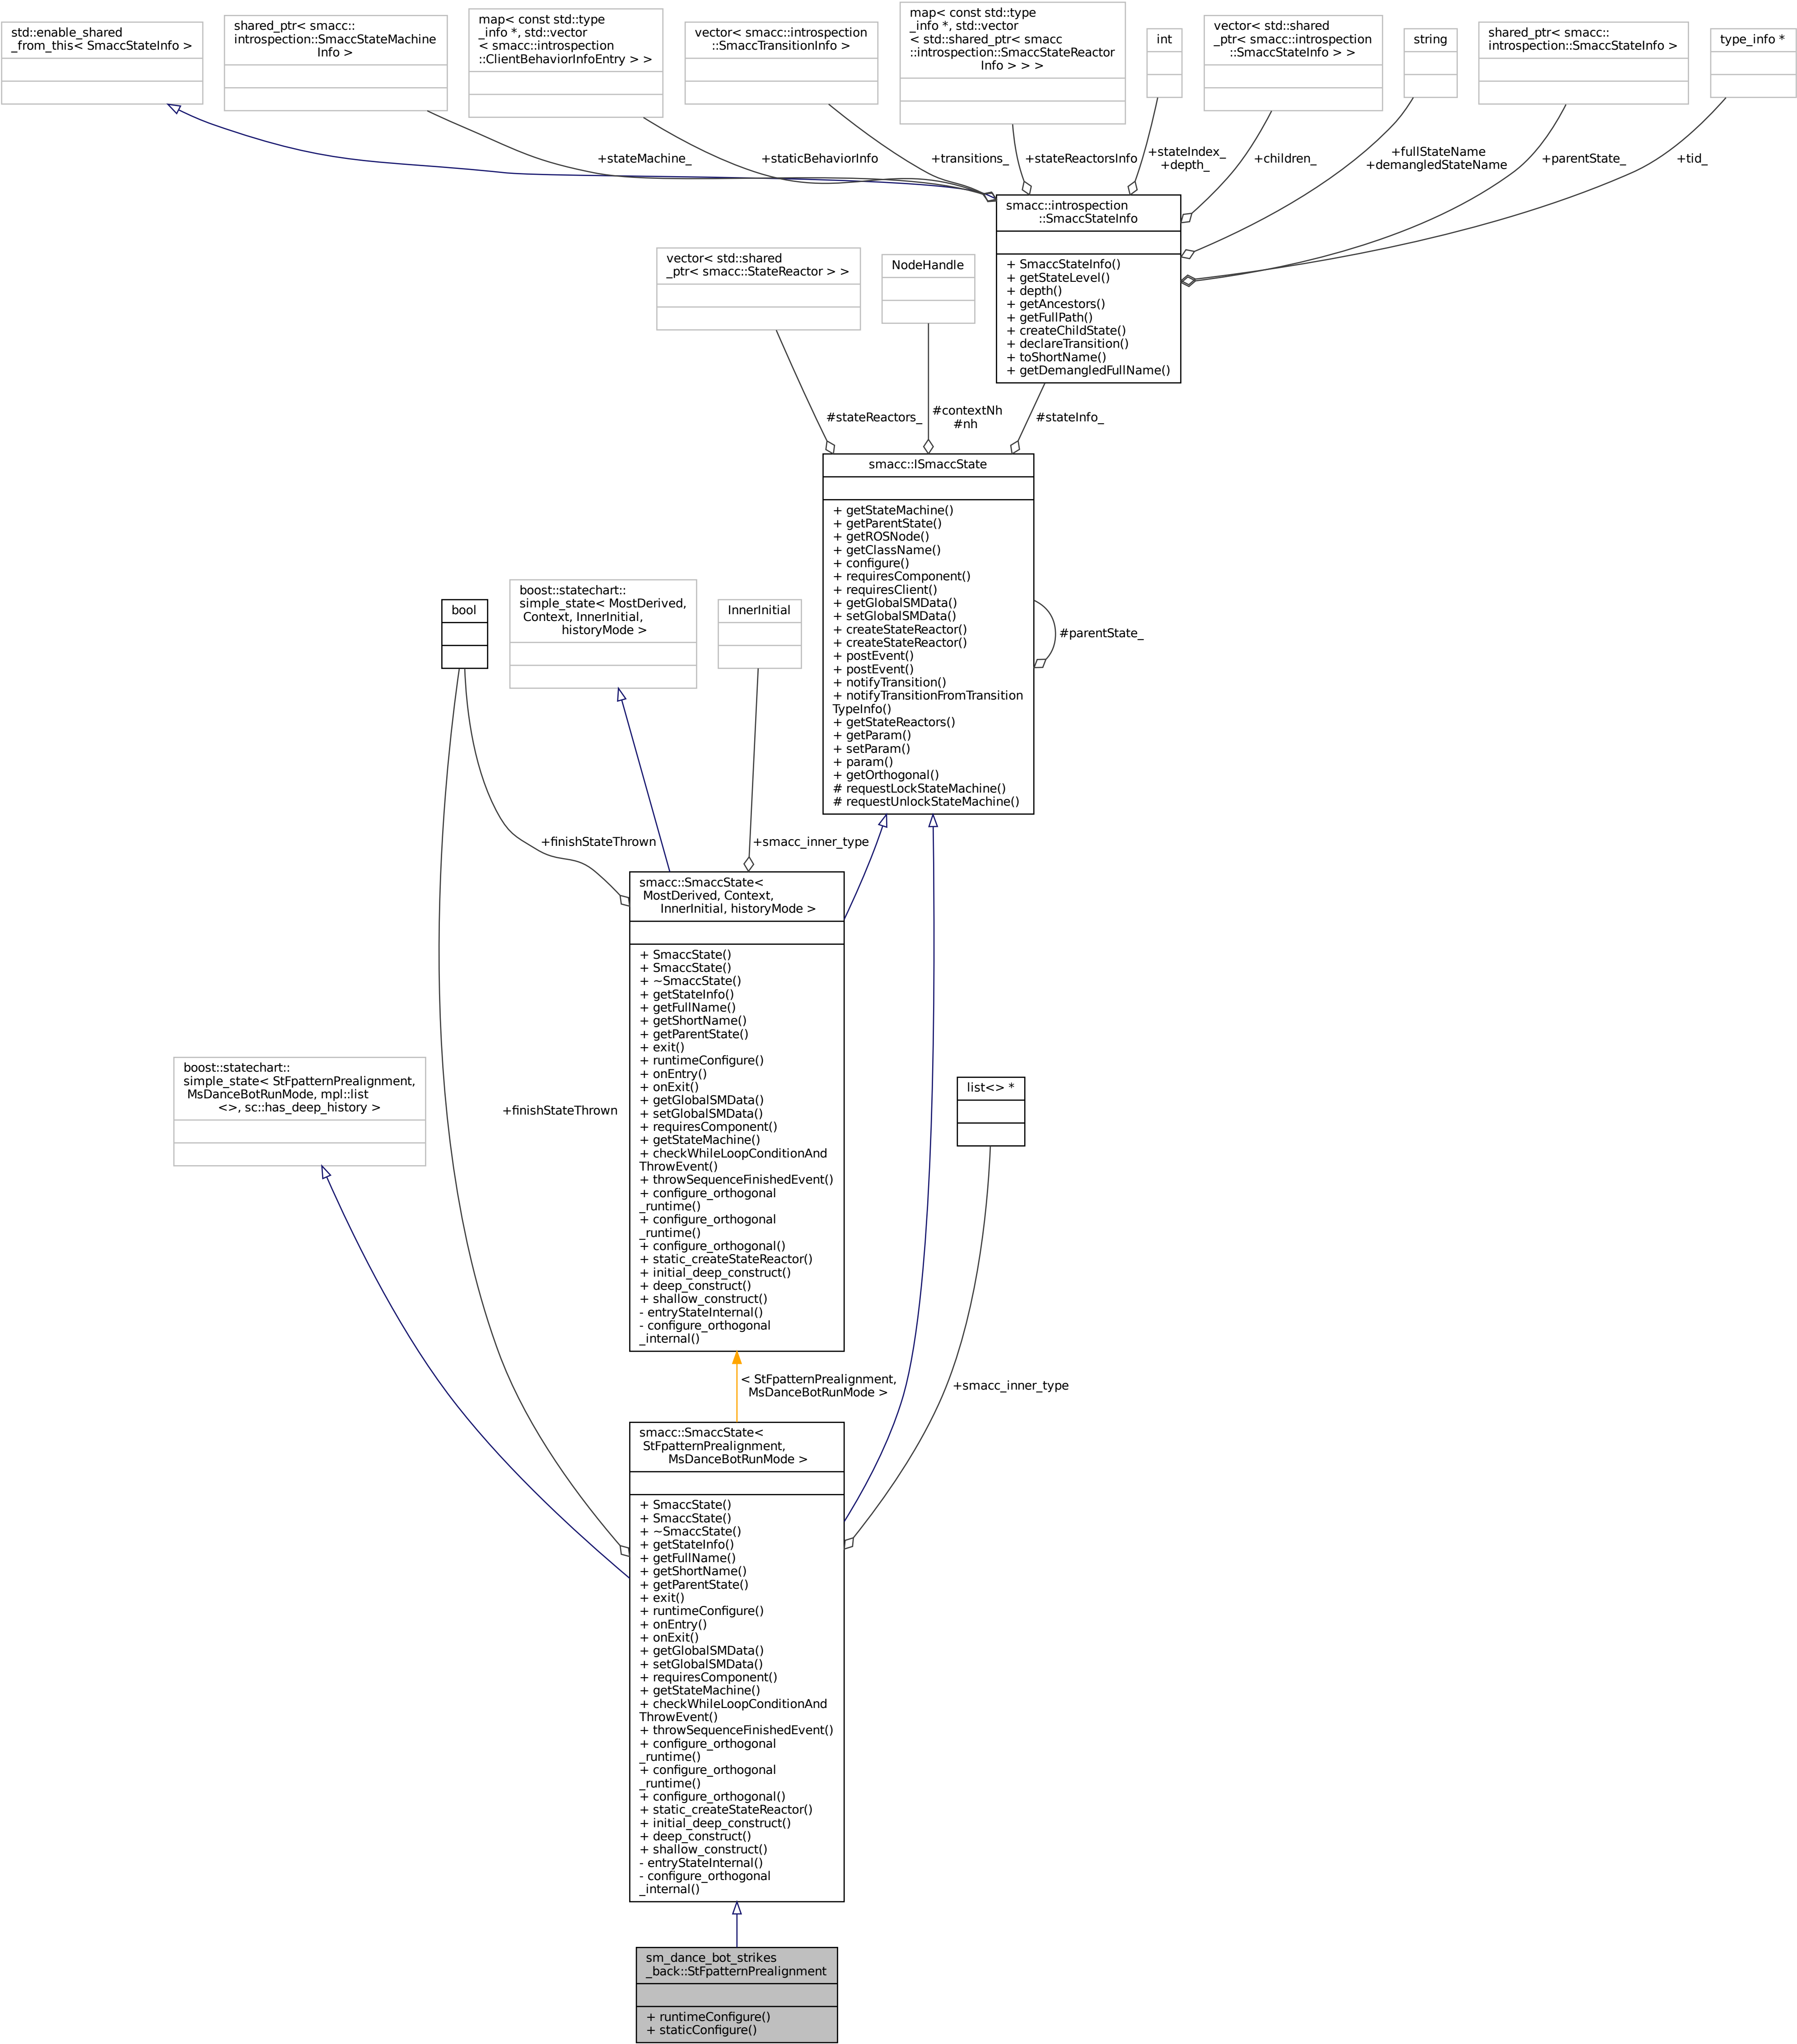 std::enable_shared
_from_this< SmaccStateInfo >
shared_ptr< smacc::
introspection::SmaccStateMachine
Info >
map< const std::type
_info *, std::vector
< smacc::introspection
::ClientBehaviorInfoEntry > >
vector< smacc::introspection
::SmaccTransitionInfo >
map< const std::type
_info *, std::vector
< std::shared_ptr< smacc
::introspection::SmaccStateReactor
Info > > >
int
vector< std::shared
_ptr< smacc::introspection
::SmaccStateInfo > >
string
shared_ptr< smacc::
introspection::SmaccStateInfo >
type_info *
+stateMachine_
+staticBehaviorInfo
+transitions_
+stateReactorsInfo
+stateIndex_
+depth_
+children_
+fullStateName
+demangledStateName
+parentState_
+tid_
smacc::introspection
::SmaccStateInfo
+ SmaccStateInfo()
+ getStateLevel()
+ depth()
+ getAncestors()
+ getFullPath()
+ createChildState()
+ declareTransition()
+ toShortName()
+ getDemangledFullName()
vector< std::shared
_ptr< smacc::StateReactor > >
NodeHandle
#stateReactors_
#contextNh
#nh
#stateInfo_
smacc::ISmaccState
+ getStateMachine()
+ getParentState()
+ getROSNode()
+ getClassName()
+ configure()
+ requiresComponent()
+ requiresClient()
+ getGlobalSMData()
+ setGlobalSMData()
+ createStateReactor()
+ createStateReactor()
+ postEvent()
+ postEvent()
+ notifyTransition()
+ notifyTransitionFromTransition
TypeInfo()
+ getStateReactors()
+ getParam()
+ setParam()
+ param()
+ getOrthogonal()
# requestLockStateMachine()
# requestUnlockStateMachine()
#parentState_
bool
boost::statechart::
simple_state< MostDerived,
Context, InnerInitial,
historyMode >
InnerInitial
+finishStateThrown
+smacc_inner_type
smacc::SmaccState<
MostDerived, Context,
InnerInitial, historyMode >
+ SmaccState()
+ SmaccState()
+ ~SmaccState()
+ getStateInfo()
+ getFullName()
+ getShortName()
+ getParentState()
+ exit()
+ runtimeConfigure()
+ onEntry()
+ onExit()
+ getGlobalSMData()
+ setGlobalSMData()
+ requiresComponent()
+ getStateMachine()
+ checkWhileLoopConditionAnd
ThrowEvent()
+ throwSequenceFinishedEvent()
+ configure_orthogonal
_runtime()
+ configure_orthogonal
_runtime()
+ configure_orthogonal()
+ static_createStateReactor()
+ initial_deep_construct()
+ deep_construct()
+ shallow_construct()
- entryStateInternal()
- configure_orthogonal
_internal()
boost::statechart::
simple_state< StFpatternPrealignment,
MsDanceBotRunMode, mpl::list
<>, sc::has_deep_history >
+finishStateThrown
list<> *
< StFpatternPrealignment,
MsDanceBotRunMode >
+smacc_inner_type
smacc::SmaccState<
StFpatternPrealignment,
MsDanceBotRunMode >
+ SmaccState()
+ SmaccState()
+ ~SmaccState()
+ getStateInfo()
+ getFullName()
+ getShortName()
+ getParentState()
+ exit()
+ runtimeConfigure()
+ onEntry()
+ onExit()
+ getGlobalSMData()
+ setGlobalSMData()
+ requiresComponent()
+ getStateMachine()
+ checkWhileLoopConditionAnd
ThrowEvent()
+ throwSequenceFinishedEvent()
+ configure_orthogonal
_runtime()
+ configure_orthogonal
_runtime()
+ configure_orthogonal()
+ static_createStateReactor()
+ initial_deep_construct()
+ deep_construct()
+ shallow_construct()
- entryStateInternal()
- configure_orthogonal
_internal()
sm_dance_bot_strikes
_back::StFpatternPrealignment
+ runtimeConfigure()
+ staticConfigure()